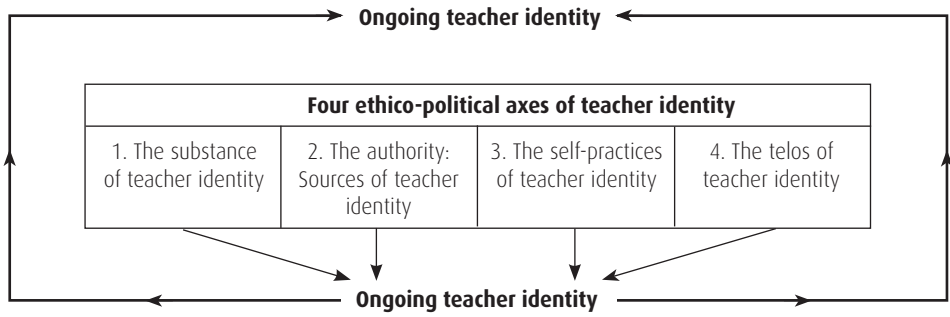 Ongoing teacher identity
Four ethico-political axes of teacher identity
1. The substance
of teacher identity
2. The authority:
Sources of teacher
identity
3. The self-practices
of teacher identity
4. The telos of
teacher identity
Ongoing teacher identity